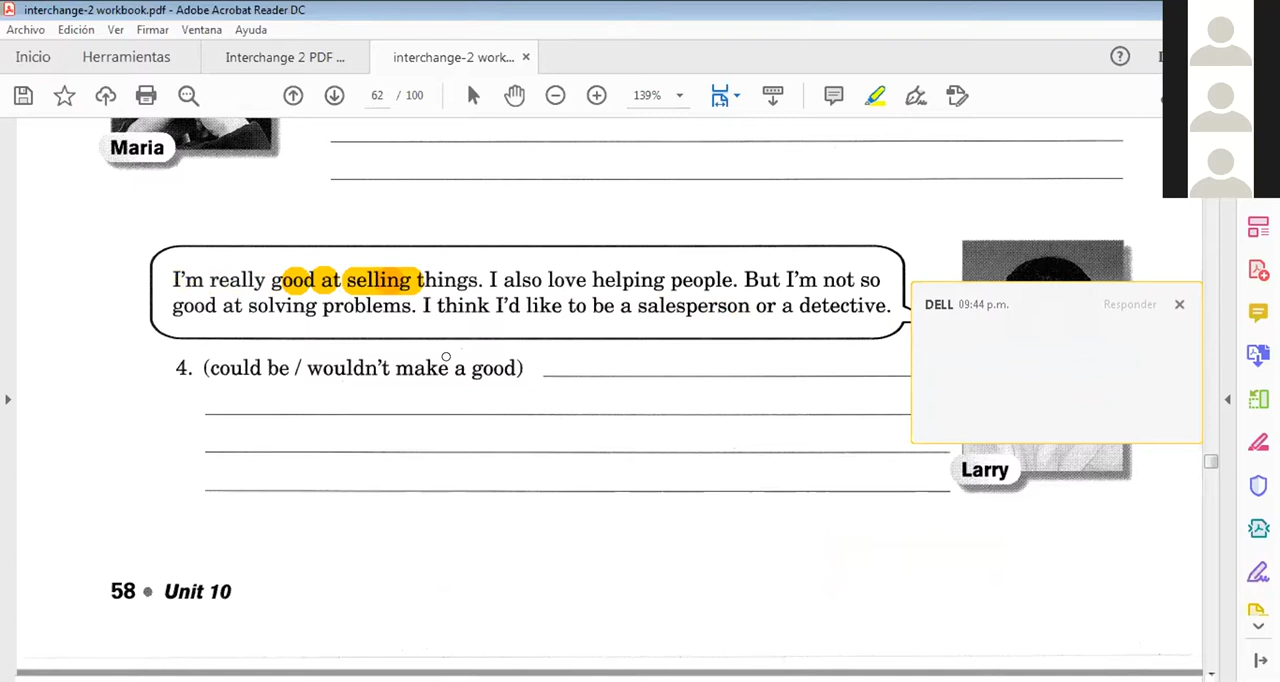 interchange-2 workbook.pdf - Adobe Acrobat Reader DC
Archivo Edición Ver Firmar Ventana Ayuda
Inicio Herramientas Interchange 2 PDF ... interchange-2 work... ×
62 / 100 139%
Maria
I'm really good at selling things. I also love helping people. But I'm not so
good at solving problems. I think I'd like to be a salesperson or a detective.
DELL 09:44 p.m. Responder
4. (could be / wouldn't make a good)
Larry
58 • Unit 10